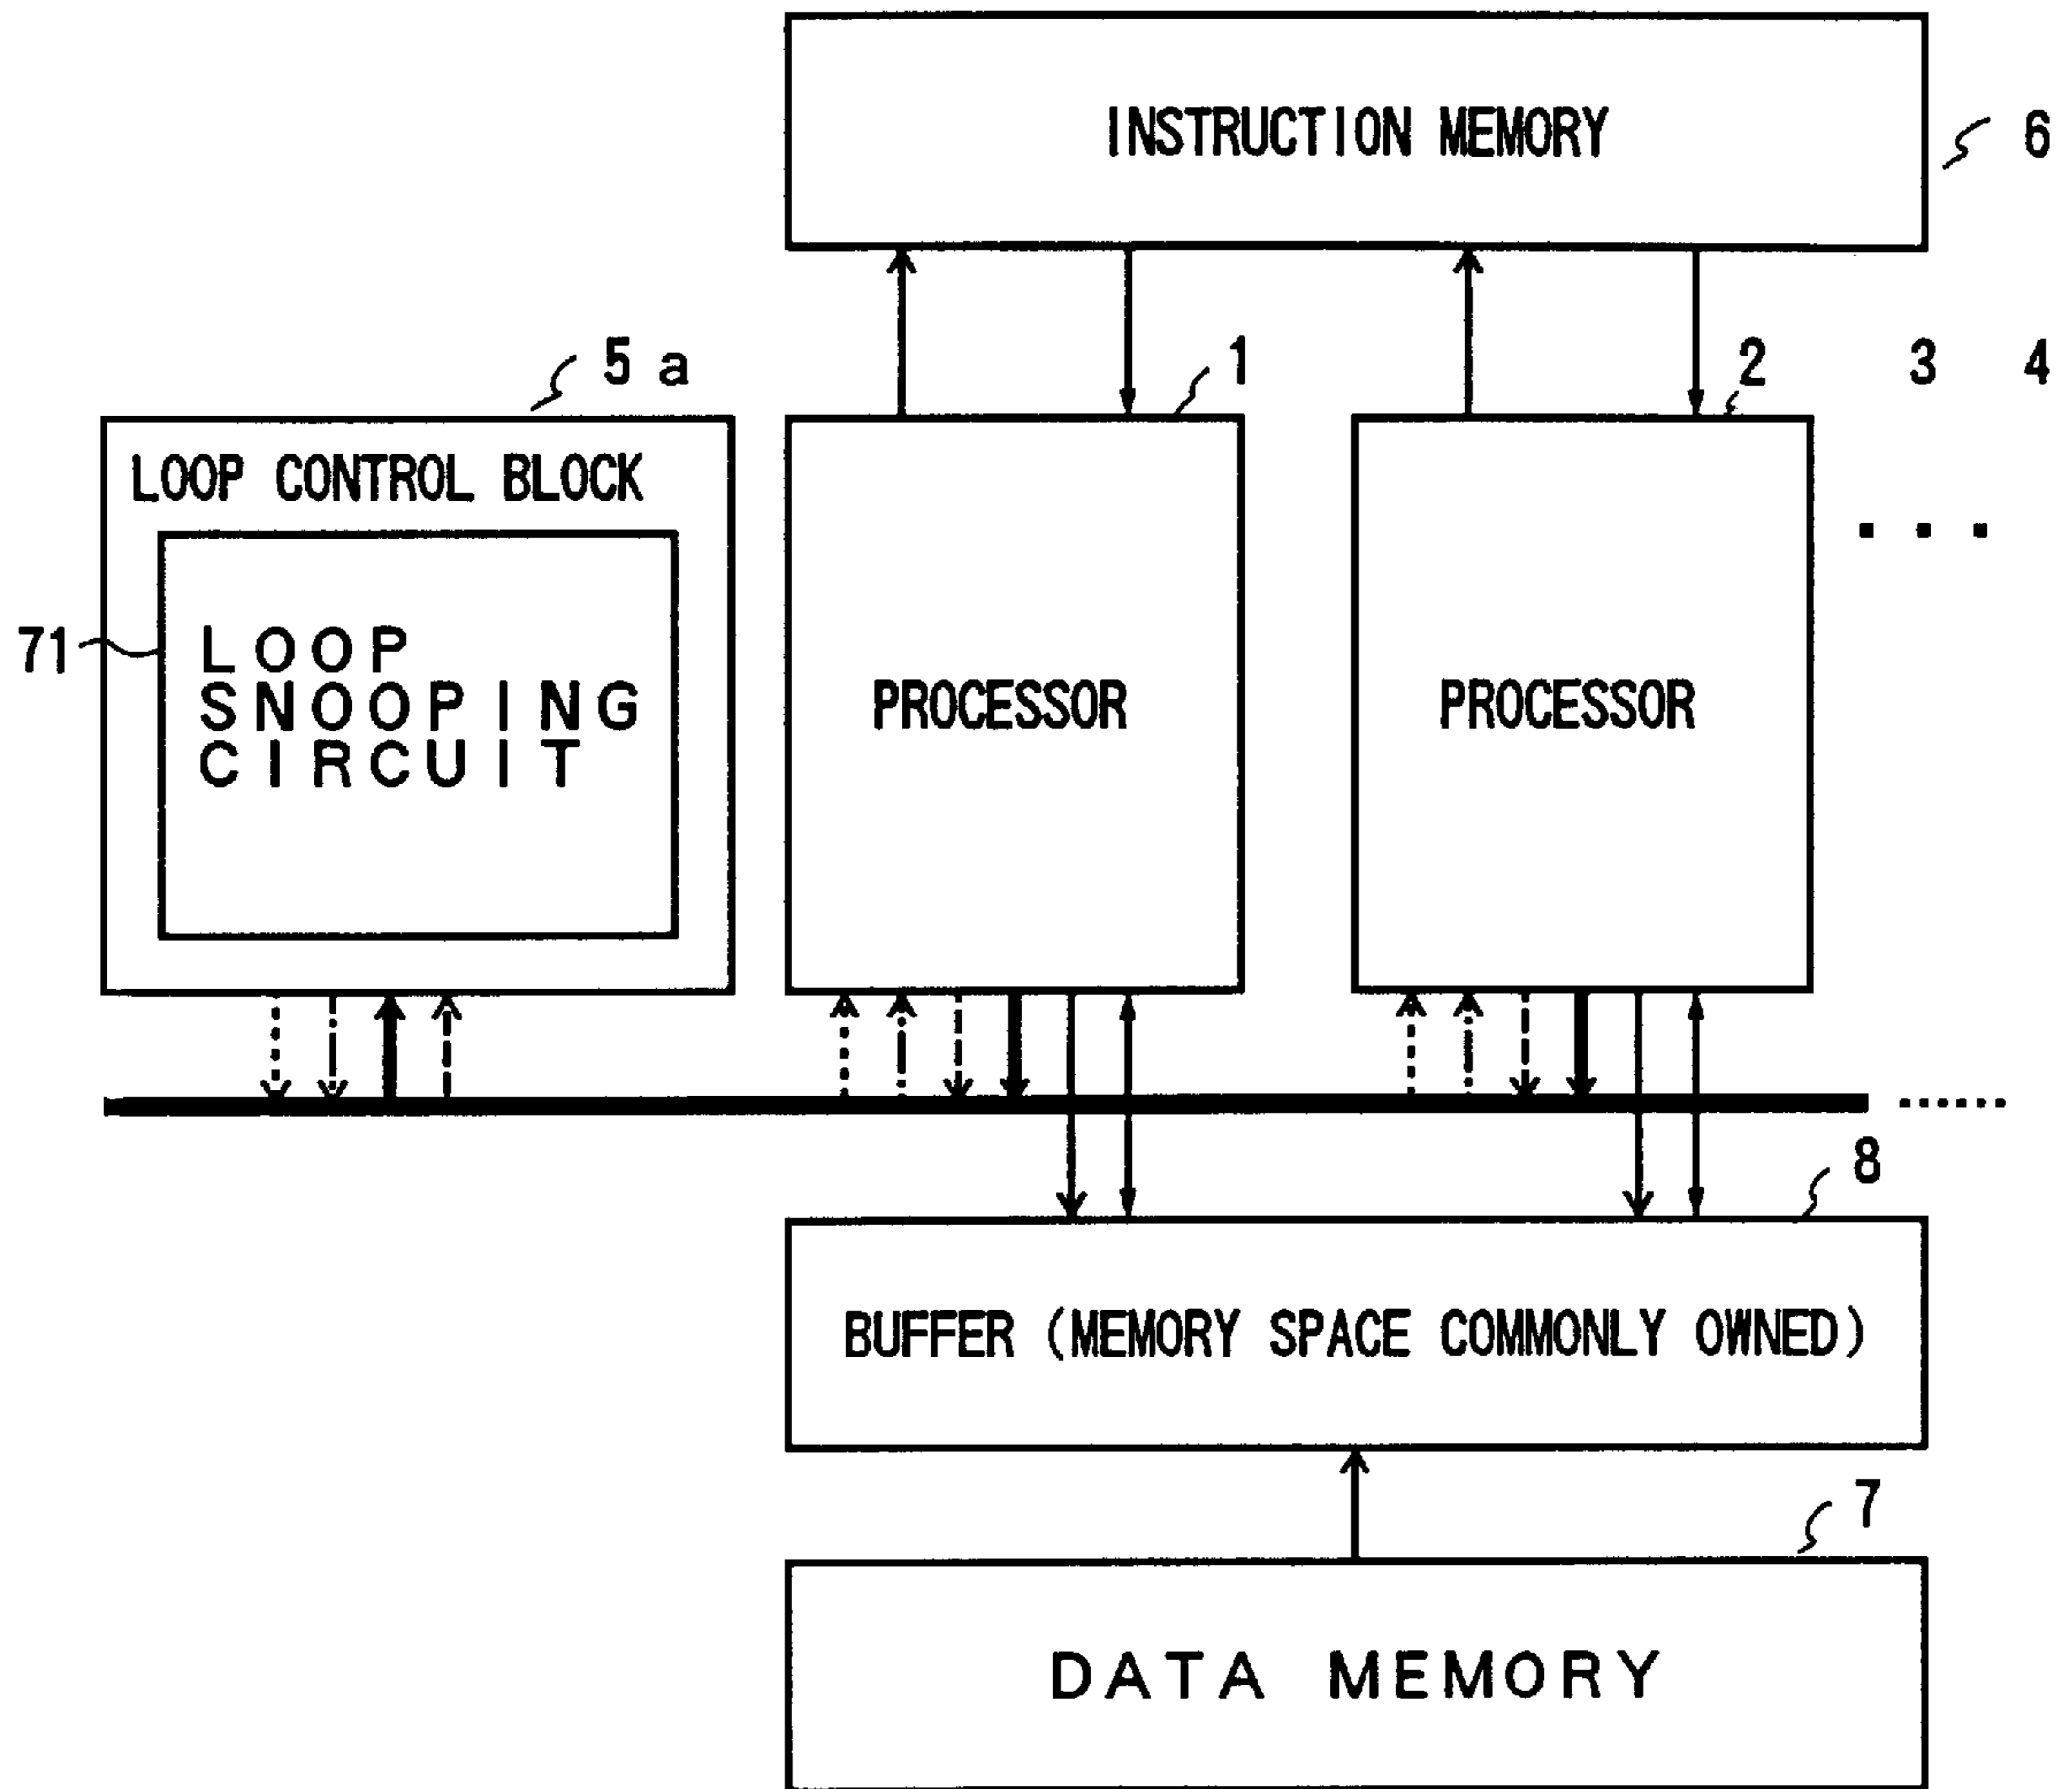 INSTRUCTION MEMORY
6
5a
1
2
3
4
LOOP CONTROL BLOCK
71
LOOP
SNOOPING
CIRCUIT
PROCESSOR
PROCESSOR
. . .
8
BUFFER (MEMORY SPACE COMMONLY OWNED)
7
DATA MEMORY